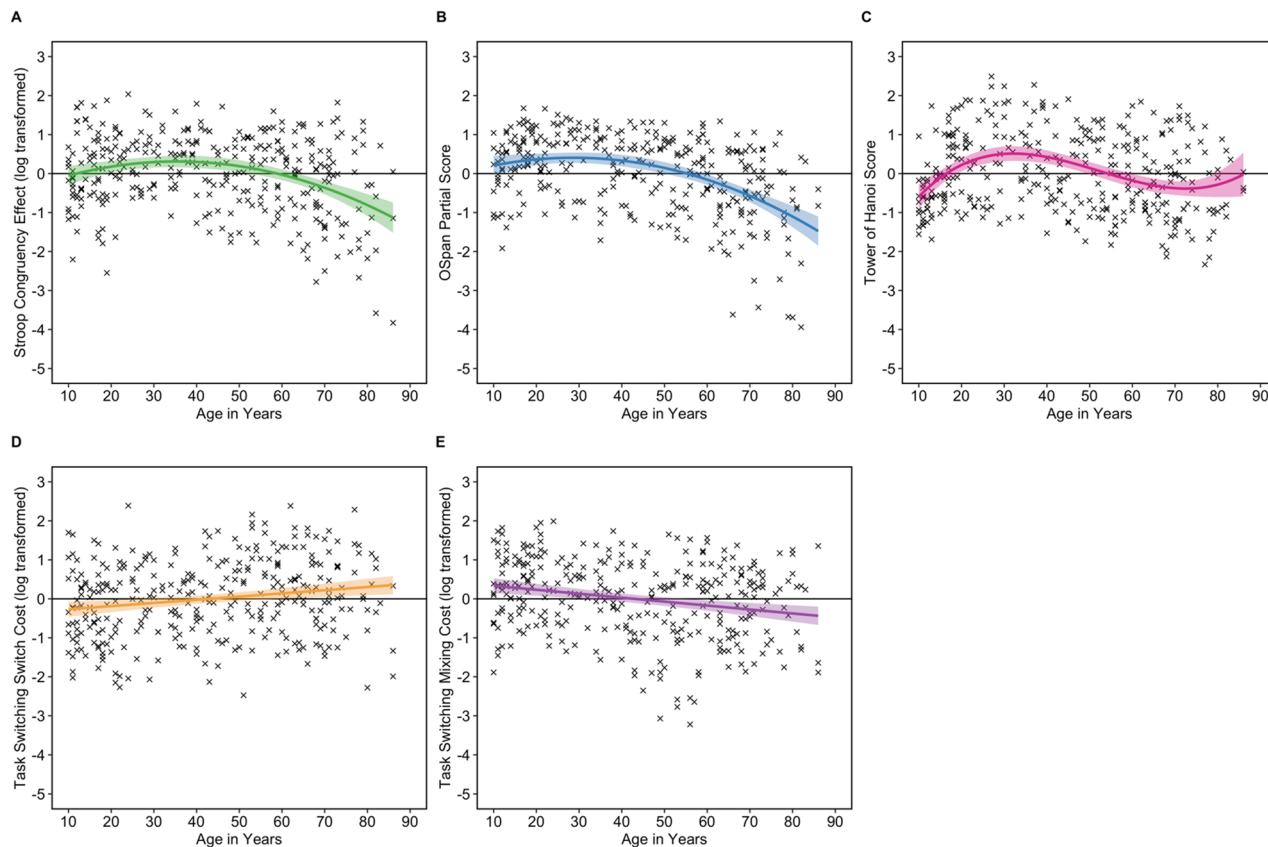 A
B
C
Stroop Congruency Effect (log transformed)
3
2
1
0
-1
-2
-3
-4
-5
10 20 30 40 50 60 70 80 90
Age in Years
OSpan Partial Score
3
2
1
0
-1
-2
-3
-4
-5
10 20 30 40 50 60 70 80 90
Age in Years
Tower of Hanoi Score
3
2
1
0
-1
-2
-3
-4
-5
10 20 30 40 50 60 70 80 90
Age in Years
D
E
Task Switching Switch Cost (log transformed)
3
2
1
0
-1
-2
-3
-4
-5
10 20 30 40 50 60 70 80 90
Age in Years
Task Switching Mixing Cost (log transformed)
3
2
1
0
-1
-2
-3
-4
-5
10 20 30 40 50 60 70 80 90
Age in Years